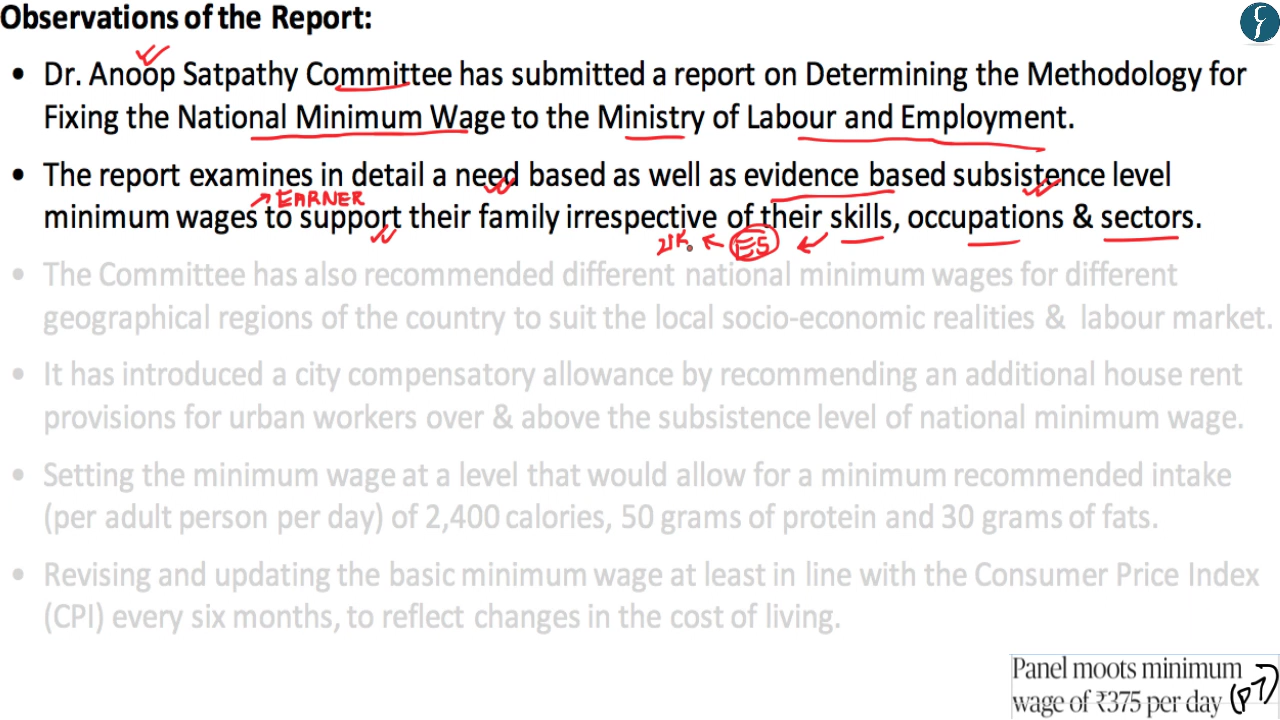 Observations of the Report:
• Dr. Anoop Satpathy Committee has submitted a report on Determining the Methodology for
Fixing the National Minimum Wage to the Ministry of Labour and Employment.
• The report examines in detail a need based as well as evidence based subsistence level
EARNER
minimum wages to support their family irrespective of their skills, occupations & sectors.
• The Committee has also recommended different national minimum wages for different
geographical regions of the country to suit the local socio-economic realities & labour market.
• It has introduced a city compensatory allowance by recommending an additional house rent
provisions for urban workers over & above the subsistence level of national minimum wage.
• Setting the minimum wage at a level that would allow for a minimum recommended intake
(per adult person per day) of 2,400 calories, 50 grams of protein and 30 grams of fats.
• Revising and updating the basic minimum wage at least in line with the Consumer Price Index
(CPI) every six months, to reflect changes in the cost of living.
Panel moots minimum
wage of ₹375 per day (P7)